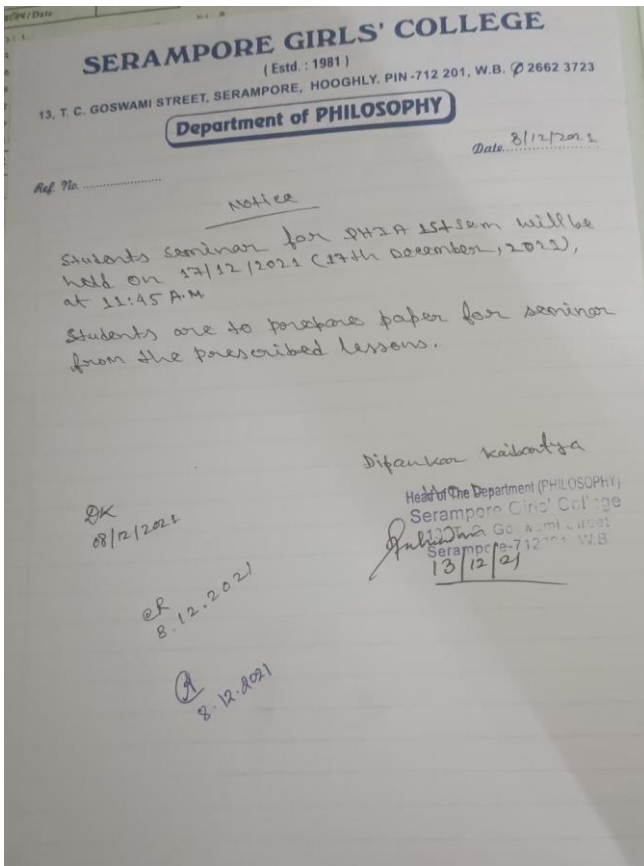 SERAMPORE GIRLS' COLLEGE
( Estd. : 1981 )
13, T. C. GOSWAMI STREET, SERAMPORE, HOOGHLY. PIN -712 201, W.B. ✆ 2662 3723
Department of PHILOSOPHY
Date 8/12/2021
Ref. No.
Notice
Students seminar for PHIA 1st sem will be
held on 17/12/2021 (17th December, 2021),
at 11:45 A.M.
Students are to prepare paper for seminar
from the prescribed lessons.
Dipankar Kaibartya
Head of The Department (PHILOSOPHY)
Serampore Girls' College
13, T. C. Goswami Street
Serampore-712201, W.B.
13/12/21
DK
08/12/2021
8.12.2021
8.12.2021